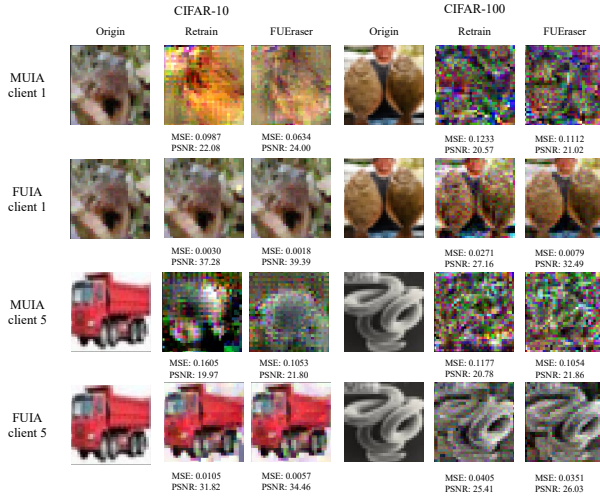 CIFAR-10 CIFAR-100
Origin Retrain FUEraser Origin Retrain FUEraser
MUIA
client 1
MSE: 0.0987 MSE: 0.0634 MSE: 0.1233 MSE: 0.1112
PSNR: 22.08 PSNR: 24.00 PSNR: 20.57 PSNR: 21.02
FUIA
client 1
MSE: 0.0030 MSE: 0.0018 MSE: 0.0271 MSE: 0.0079
PSNR: 37.28 PSNR: 39.39 PSNR: 27.16 PSNR: 32.49
MUIA
client 5
MSE: 0.1605 MSE: 0.1053 MSE: 0.1177 MSE: 0.1054
PSNR: 19.97 PSNR: 21.80 PSNR: 20.78 PSNR: 21.86
FUIA
client 5
MSE: 0.0105 MSE: 0.0057 MSE: 0.0405 MSE: 0.0351
PSNR: 31.82 PSNR: 34.46 PSNR: 25.41 PSNR: 26.03